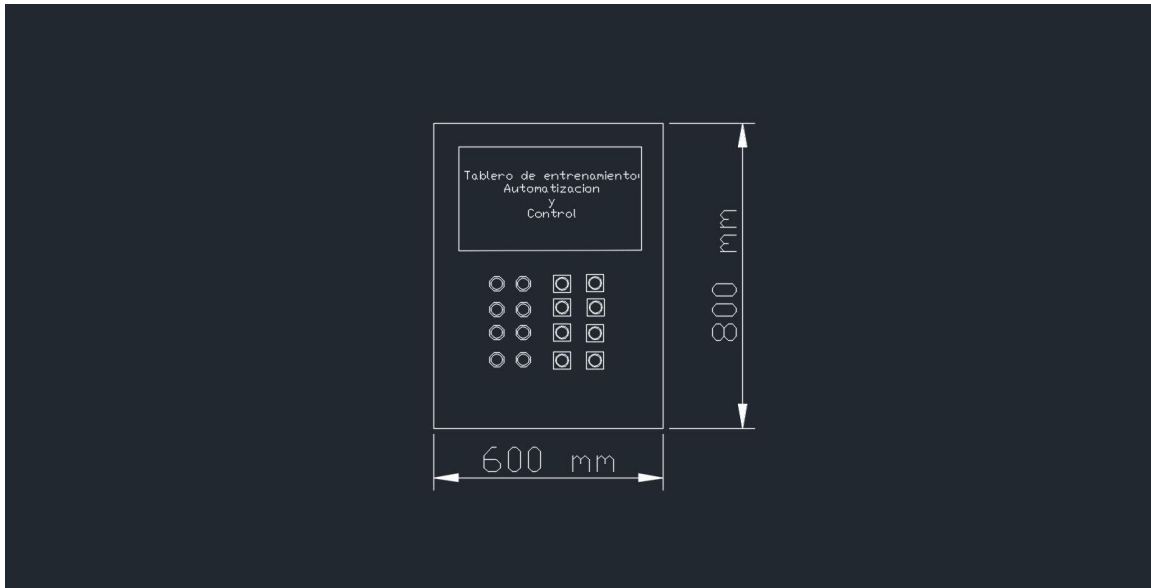 Tablero de entrenamiento
Automatizacion
y
Control
800 mm
600 mm